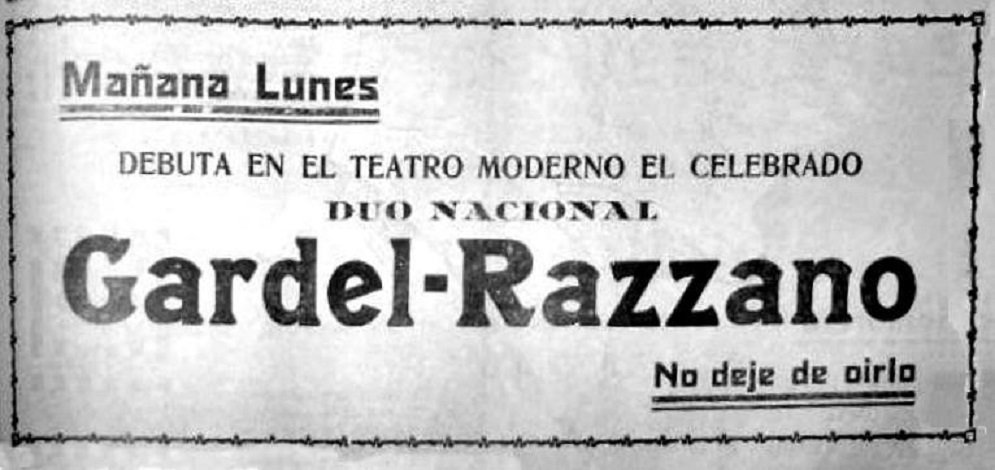 Mañana Lunes
DEBUTA EN EL TEATRO MODERNO EL CELEBRADO
DUO NACIONAL
Gardel-Razzano
No deje de oirlo